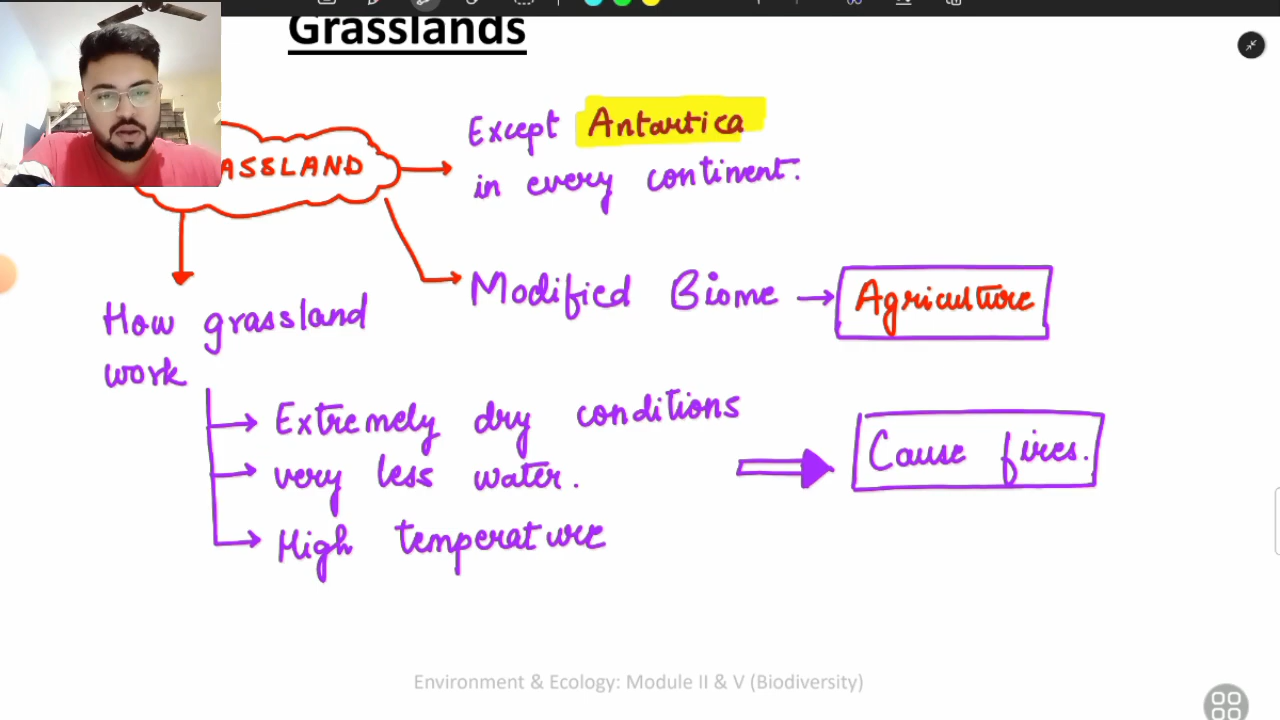 Grasslands
ASSLAND
Except Antartica
in every continent.
Modified Biome → Agriculture
How grassland
work
Extremely dry conditions
very less water.
High temperature
Cause fires.
Environment & Ecology: Module II & V (Biodiversity)